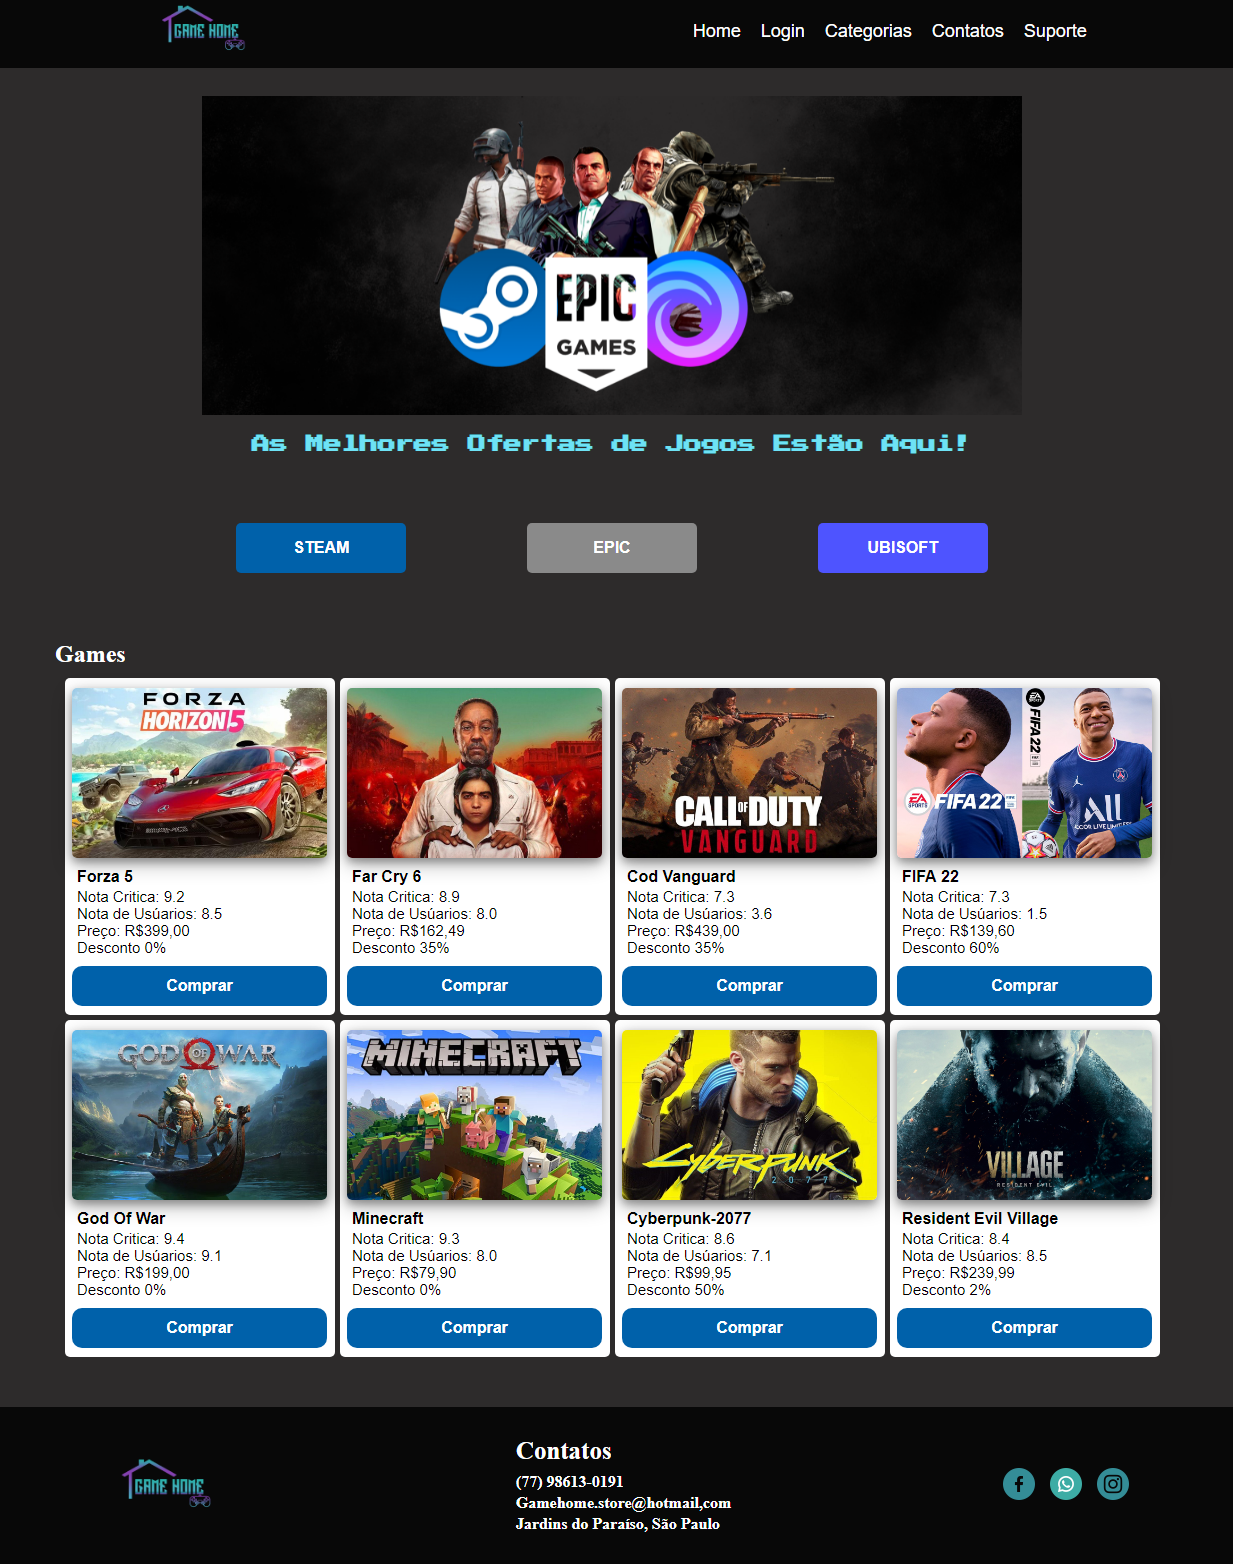 GAME HOME
Home Login Categorias Contatos Suporte
EPIC
GAMES
As Melhores Ofertas de Jogos Estão Aqui!
STEAM EPIC UBISOFT
Games
FORZA
HORIZON 5
CALL OF DUTY
VANGUARD
EA SPORTS
FIFA 22
FIFA 22
ALL
Forza 5
Nota Critica: 9.2
Nota de Usúarios: 8.5
Preço: R$399,00
Desconto 0%
Comprar
Far Cry 6
Nota Critica: 8.9
Nota de Usúarios: 8.0
Preço: R$162,49
Desconto 35%
Comprar
Cod Vanguard
Nota Critica: 7.3
Nota de Usúarios: 3.6
Preço: R$439,00
Desconto 35%
Comprar
FIFA 22
Nota Critica: 7.3
Nota de Usúarios: 1.5
Preço: R$139,60
Desconto 60%
Comprar
GOD OF WAR
MINECRAFT
Cyberpunk
2077
VILLAGE
RESIDENT EVIL
God Of War
Nota Critica: 9.4
Nota de Usúarios: 9.1
Preço: R$199,00
Desconto 0%
Comprar
Minecraft
Nota Critica: 9.3
Nota de Usúarios: 8.0
Preço: R$79,90
Desconto 0%
Comprar
Cyberpunk-2077
Nota Critica: 8.6
Nota de Usúarios: 7.1
Preço: R$99,95
Desconto 50%
Comprar
Resident Evil Village
Nota Critica: 8.4
Nota de Usúarios: 8.5
Preço: R$239,99
Desconto 2%
Comprar
GAME HOME
Contatos
(77) 98613-0191
Gamehome.store@hotmail,com
Jardins do Paraíso, São Paulo